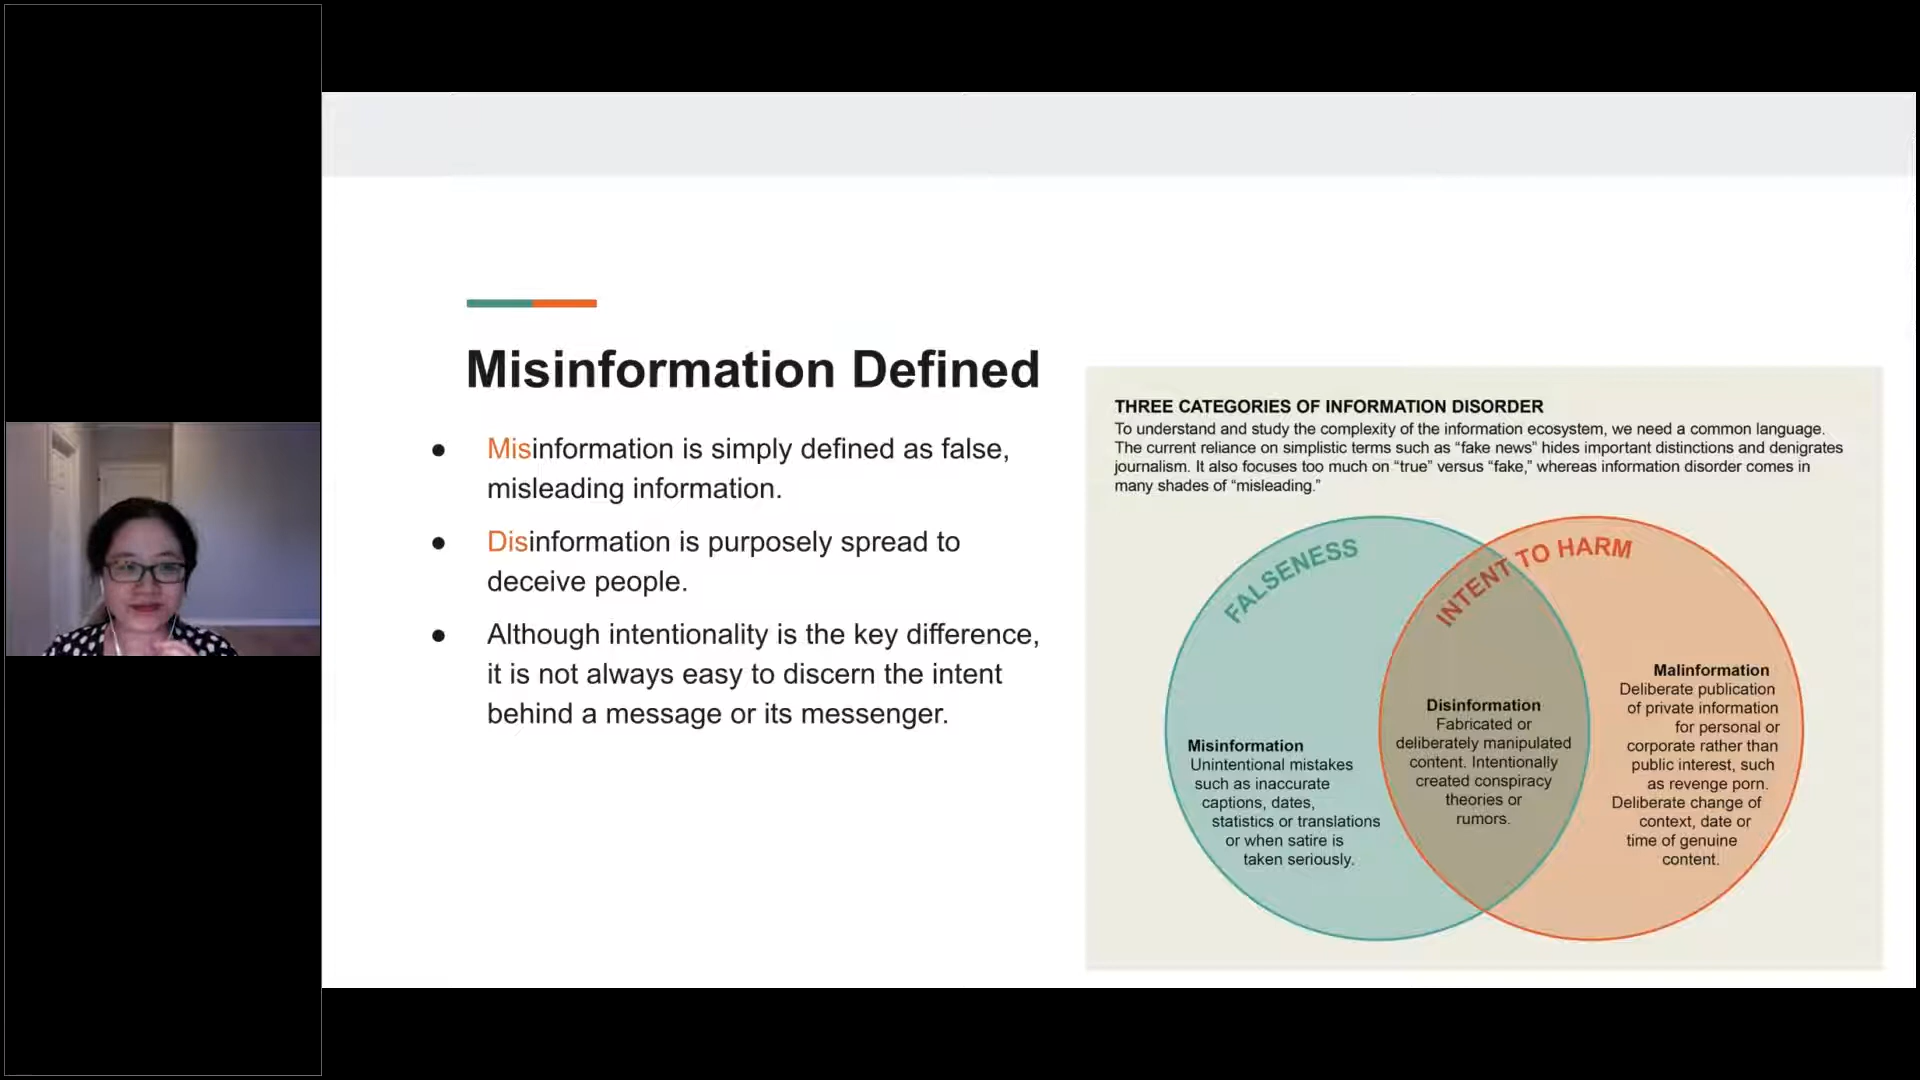 Misinformation Defined
● Misinformation is simply defined as false,
misleading information.
● Disinformation is purposely spread to
deceive people.
● Although intentionality is the key difference,
it is not always easy to discern the intent
behind a message or its messenger.
THREE CATEGORIES OF INFORMATION DISORDER
To understand and study the complexity of the information ecosystem, we need a common language.
The current reliance on simplistic terms such as “fake news” hides important distinctions and denigrates
journalism. It also focuses too much on “true” versus “fake,” whereas information disorder comes in
many shades of “misleading.”
FALSENESS
INTENT TO HARM
Misinformation
Unintentional mistakes
such as inaccurate
captions, dates,
statistics or translations
or when satire is
taken seriously.
Disinformation
Fabricated or
deliberately manipulated
content. Intentionally
created conspiracy
theories or
rumors.
Malinformation
Deliberate publication
of private information
for personal or
corporate rather than
public interest, such
as revenge porn.
Deliberate change of
context, date or
time of genuine
content.